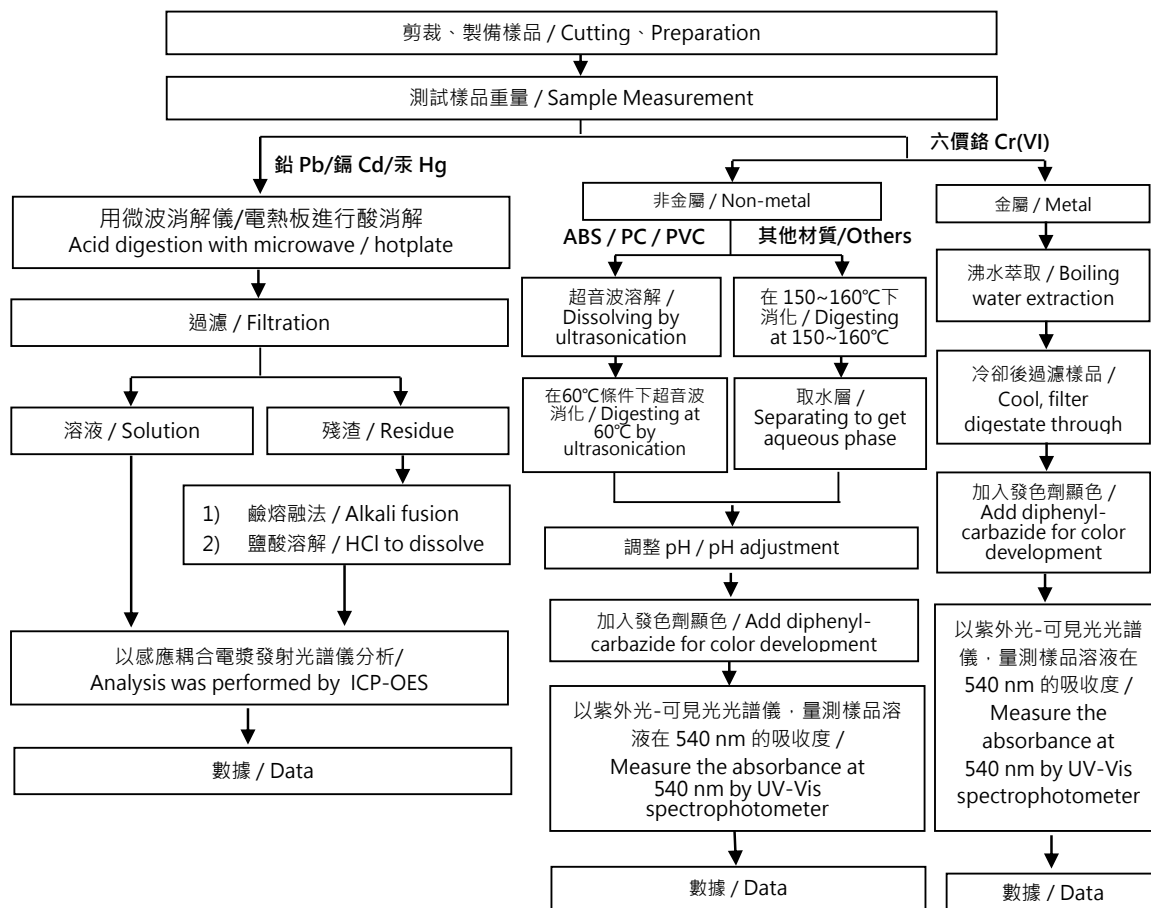 剪裁、製備樣品 / Cutting、Preparation
測試樣品重量 / Sample Measurement
鉛 Pb/鎘 Cd/汞 Hg
六價鉻 Cr(VI)
用微波消解儀/電熱板進行酸消解
Acid digestion with microwave / hotplate
過濾 / Filtration
溶液 / Solution
殘渣 / Residue
1) 鹼熔融法 / Alkali fusion
2) 鹽酸溶解 / HCl to dissolve
以感應耦合電漿發射光譜儀分析/
Analysis was performed by ICP-OES
數據 / Data
非金屬 / Non-metal
ABS / PC / PVC
其他材質/Others
超音波溶解 /
Dissolving by
ultrasonication
在60℃條件下超音波
消化 / Digesting at
60℃ by
ultrasonication
在 150~160℃下
消化 / Digesting
at 150~160℃
取水層 /
Separating to get
aqueous phase
調整 pH / pH adjustment
加入發色劑顯色 / Add diphenyl-
carbazide for color development
以紫外光-可見光光譜儀，量測樣品溶
液在 540 nm 的吸收度 /
Measure the absorbance at
540 nm by UV-Vis
spectrophotometer
數據 / Data
金屬 / Metal
沸水萃取 / Boiling
water extraction
冷卻後過濾樣品 /
Cool, filter
digestate through
加入發色劑顯色 /
Add diphenyl-
carbazide for color
development
以紫外光-可見光光譜
儀，量測樣品溶液在
540 nm 的吸收度 /
Measure the
absorbance at
540 nm by UV-Vis
spectrophotometer
數據 / Data